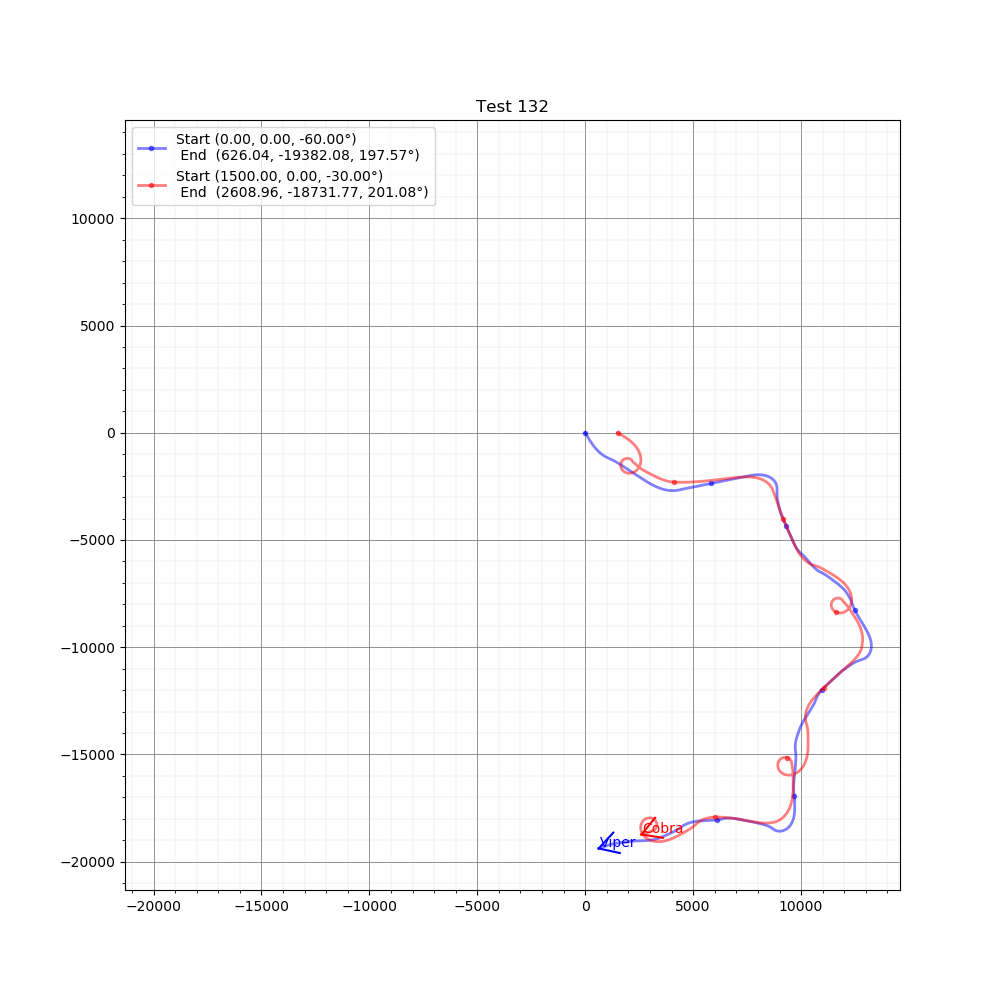 Test 132
Start (0.00, 0.00, -60.00°)
End (626.04, -19382.08, 197.57°)
Start (1500.00, 0.00, -30.00°)
End (2608.96, -18731.77, 201.08°)
10000
5000
0
−5000
−10000
−15000
−20000
Cobra
Viper
−20000 −15000 −10000 −5000 0 5000 10000